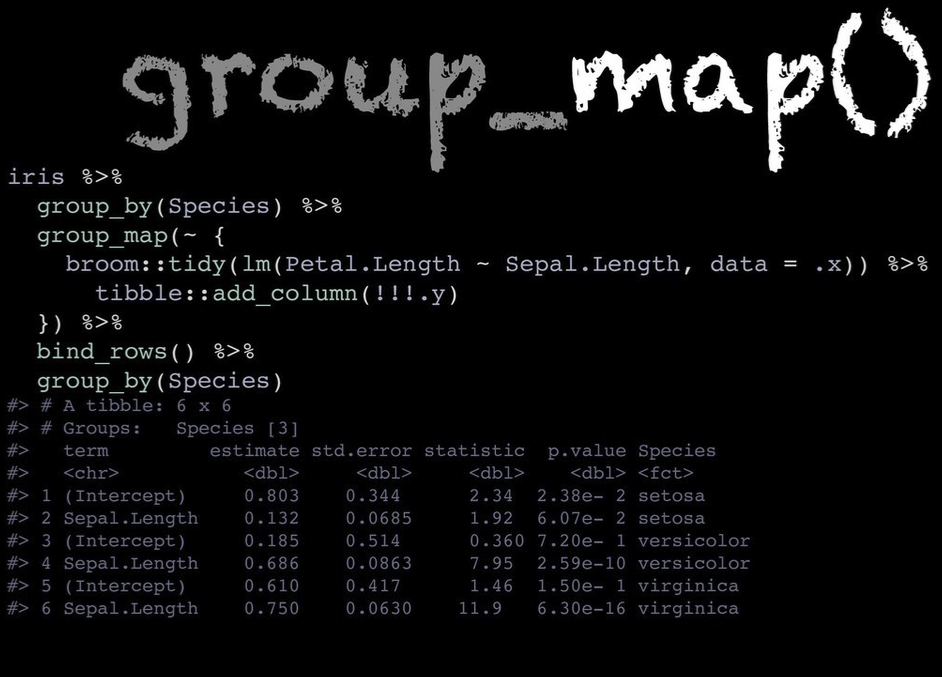 group_map()
iris %>%
  group_by(Species) %>%
  group_map(~ {
    broom::tidy(lm(Petal.Length ~ Sepal.Length, data = .x)) %>%
      tibble::add_column(!!!.y)
  }) %>%
  bind_rows() %>%
  group_by(Species)
#> # A tibble: 6 x 6
#> # Groups:   Species [3]
#>   term         estimate std.error statistic  p.value Species
#>   <chr>           <dbl>     <dbl>     <dbl>    <dbl> <fct>
#> 1 (Intercept)     0.803    0.344      2.34  2.38e- 2 setosa
#> 2 Sepal.Length    0.132    0.0685     1.92  6.07e- 2 setosa
#> 3 (Intercept)     0.185    0.514      0.360 7.20e- 1 versicolor
#> 4 Sepal.Length    0.686    0.0863     7.95  2.59e-10 versicolor
#> 5 (Intercept)     0.610    0.417      1.46  1.50e- 1 virginica
#> 6 Sepal.Length    0.750    0.0630    11.9   6.30e-16 virginica